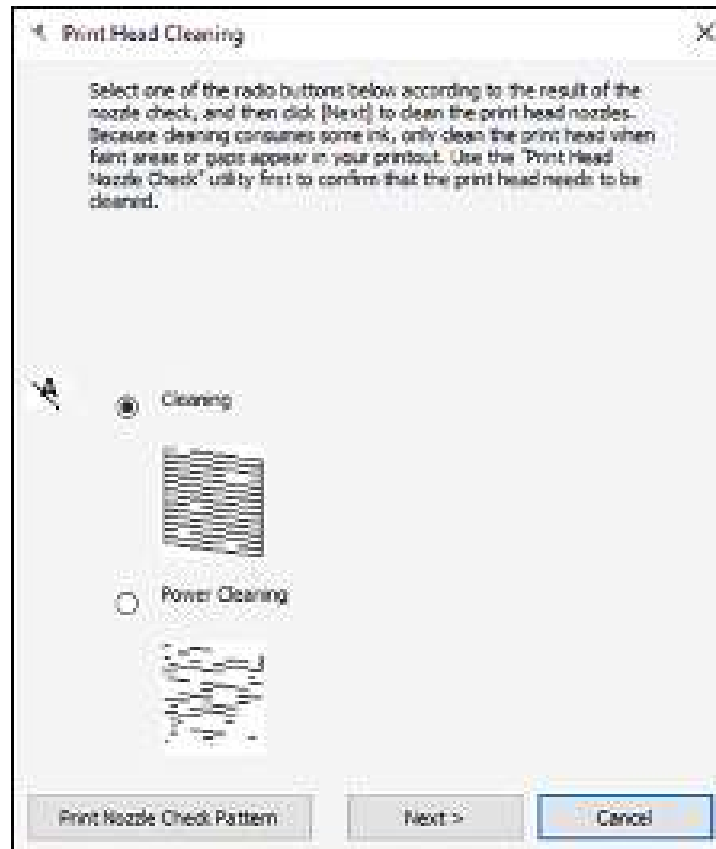 Print Head Cleaning
Select one of the radio buttons below according to the result of the
nozzle check, and then click [Next] to clean the print head nozzles.
Because cleaning consumes some ink, only clean the print head when
faint areas or gaps appear in your printout. Use the "Print Head
Nozzle Check" utility first to confirm that the print head needs to be
cleaned.
Cleaning
Power Cleaning
Print Nozzle Check Pattern
Next >
Cancel